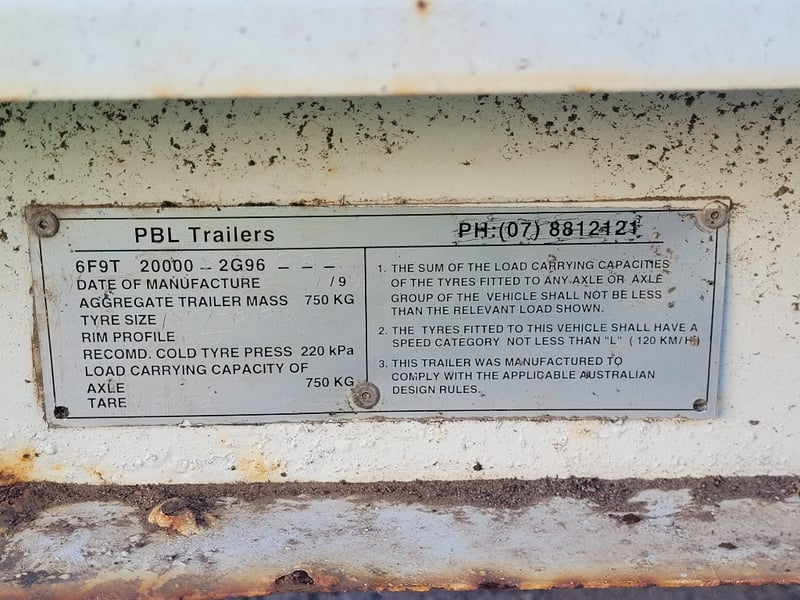 PBL Trailers
PH:(07) 8812121
6F9T 20000 - 2G96 - - -
DATE OF MANUFACTURE / /9
AGGREGATE TRAILER MASS 750 KG
TYRE SIZE
RIM PROFILE
RECOMD. COLD TYRE PRESS 220 kPa
LOAD CARRYING CAPACITY OF
AXLE 750 KG
TARE
1. THE SUM OF THE LOAD CARRYING CAPACITIES
OF THE TYRES FITTED TO ANY AXLE OR AXLE
GROUP OF THE VEHICLE SHALL NOT BE LESS
THAN THE RELEVANT LOAD SHOWN.
2. THE TYRES FITTED TO THIS VEHICLE SHALL HAVE A
SPEED CATEGORY NOT LESS THAN "L" ( 120 KM/H)
3. THIS TRAILER WAS MANUFACTURED TO
COMPLY WITH THE APPLICABLE AUSTRALIAN
DESIGN RULES.